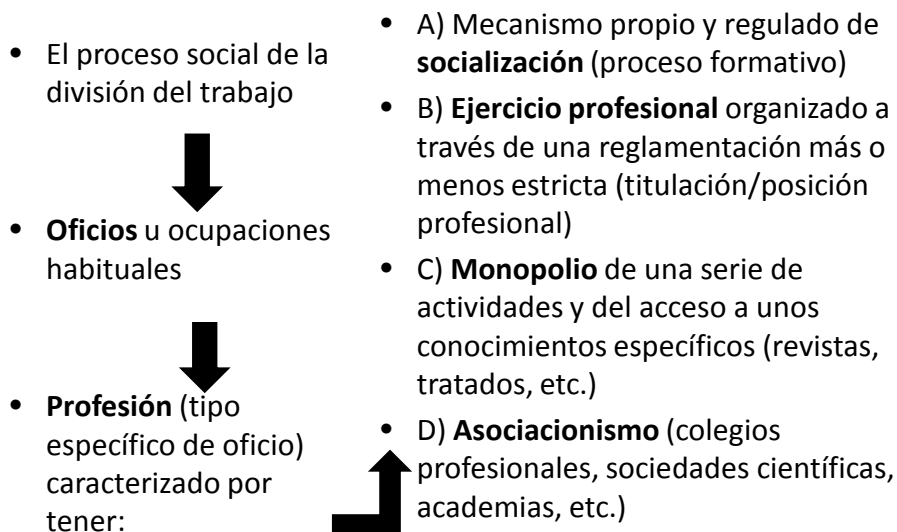 • El proceso social de la
división del trabajo
• Oficios u ocupaciones
habituales
• Profesión (tipo
específico de oficio)
caracterizado por
tener:
• A) Mecanismo propio y regulado de
socialización (proceso formativo)
• B) Ejercicio profesional organizado a
través de una reglamentación más o
menos estricta (titulación/posición
profesional)
• C) Monopolio de una serie de
actividades y del acceso a unos
conocimientos específicos (revistas,
tratados, etc.)
• D) Asociacionismo (colegios
profesionales, sociedades científicas,
academias, etc.)